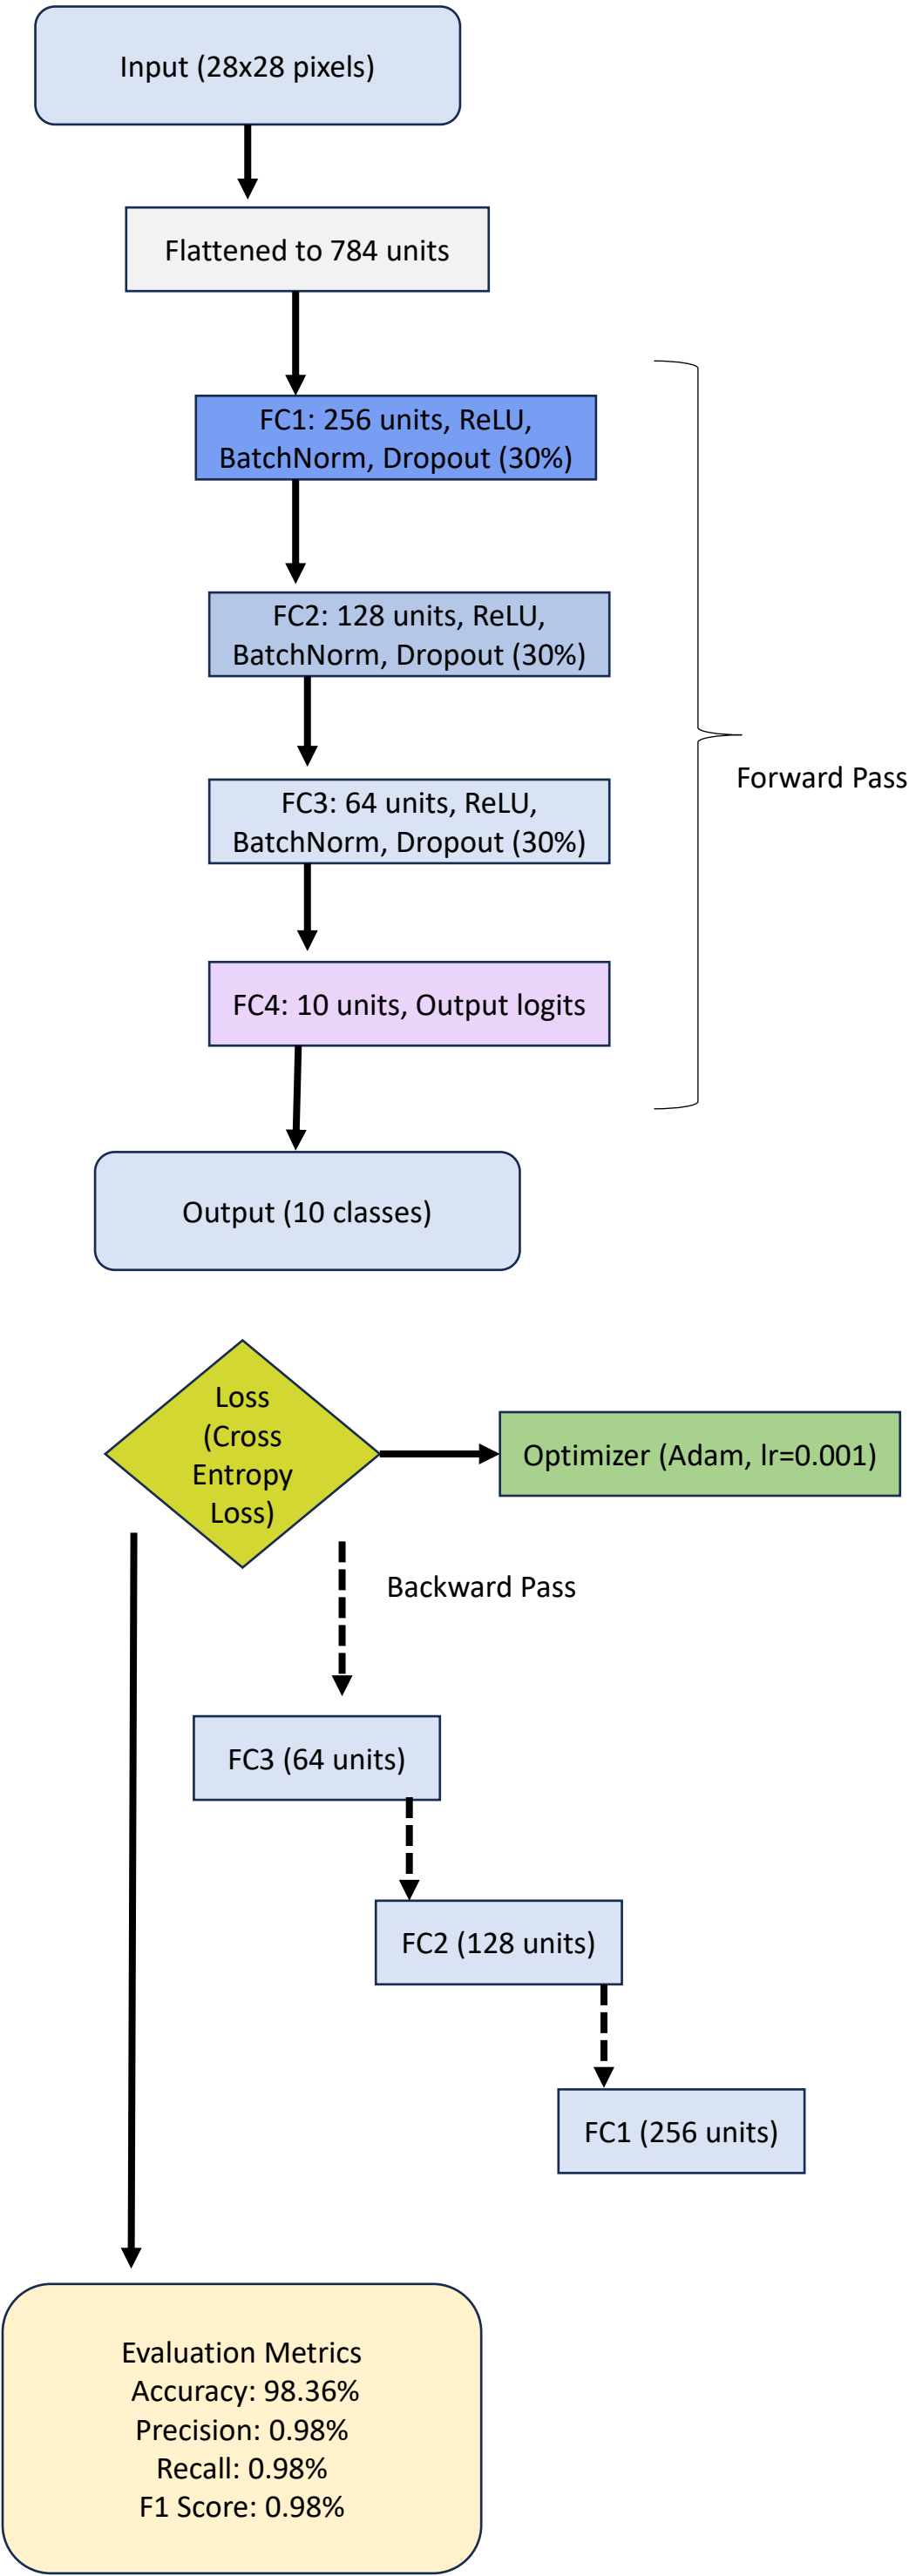 Input (28x28 pixels)
Flattened to 784 units
FC1: 256 units, ReLU,
BatchNorm, Dropout (30%)
FC2: 128 units, ReLU,
BatchNorm, Dropout (30%)
Forward Pass
FC3: 64 units, ReLU,
BatchNorm, Dropout (30%)
FC4: 10 units, Output logits
Output (10 classes)
Loss
(Cross
Entropy
Loss)
Optimizer (Adam, lr=0.001)
Backward Pass
FC3 (64 units)
FC2 (128 units)
FC1 (256 units)
Evaluation Metrics
Accuracy: 98.36%
Precision: 0.98%
Recall: 0.98%
F1 Score: 0.98%